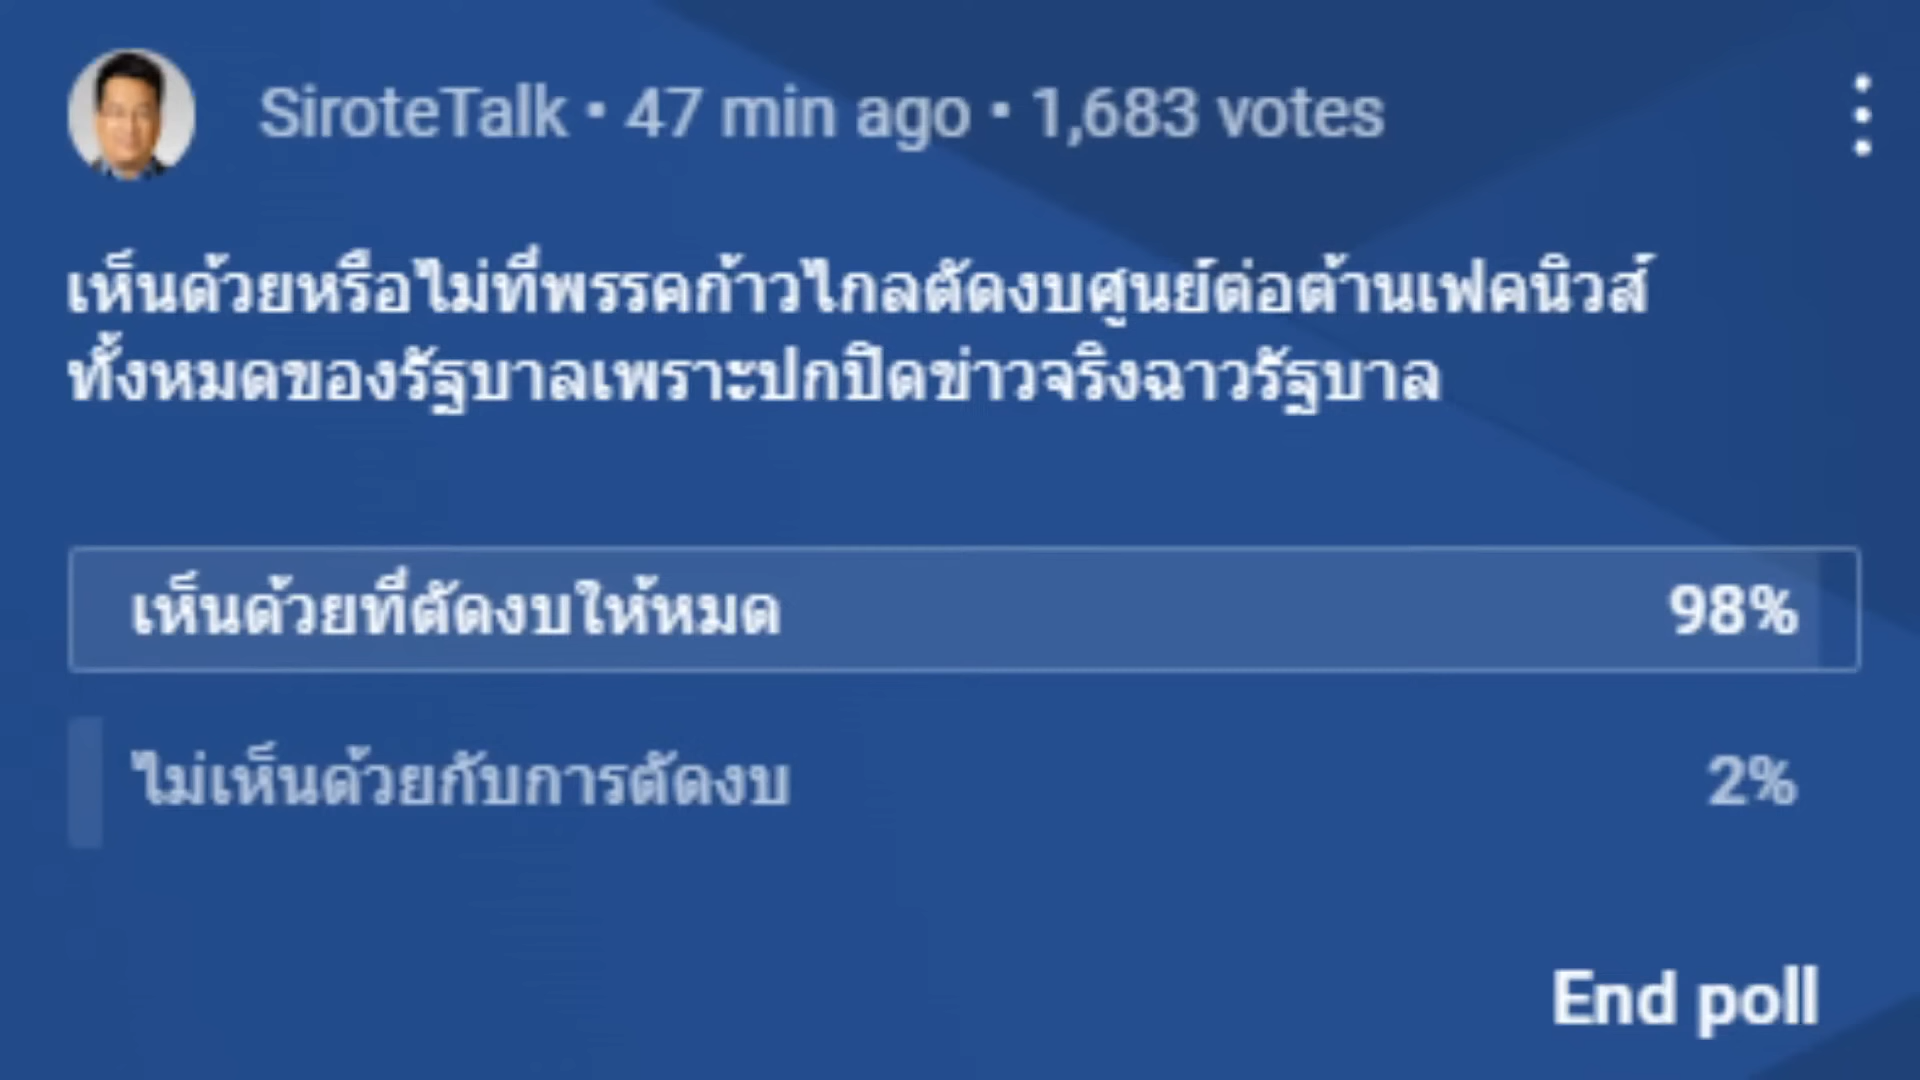 SiroteTalk • 47 min ago • 1,683 votes
เห็นด้วยหรือไม่ที่พรรคก้าวไกลตัดงบศูนย์ต่อต้านเฟคนิวส์
ทั้งหมดของรัฐบาลเพราะปกปิดข่าวจริงฉาวรัฐบาล
เห็นด้วยที่ตัดงบให้หมด 98%
ไม่เห็นด้วยกับการตัดงบ 2%
End poll